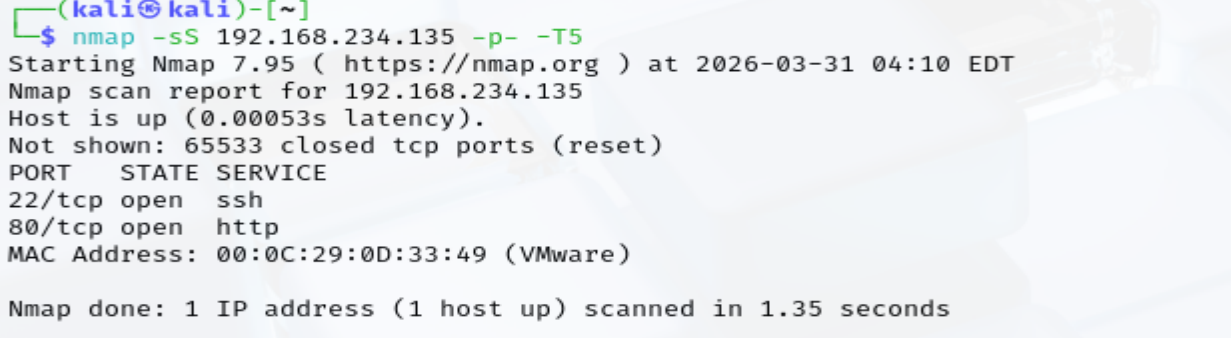 ┌──(kali㉿kali)-[~]
└─$ nmap -sS 192.168.234.135 -p- -T5
Starting Nmap 7.95 ( https://nmap.org ) at 2026-03-31 04:10 EDT
Nmap scan report for 192.168.234.135
Host is up (0.00053s latency).
Not shown: 65533 closed tcp ports (reset)
PORT   STATE SERVICE
22/tcp open  ssh
80/tcp open  http
MAC Address: 00:0C:29:0D:33:49 (VMware)
Nmap done: 1 IP address (1 host up) scanned in 1.35 seconds